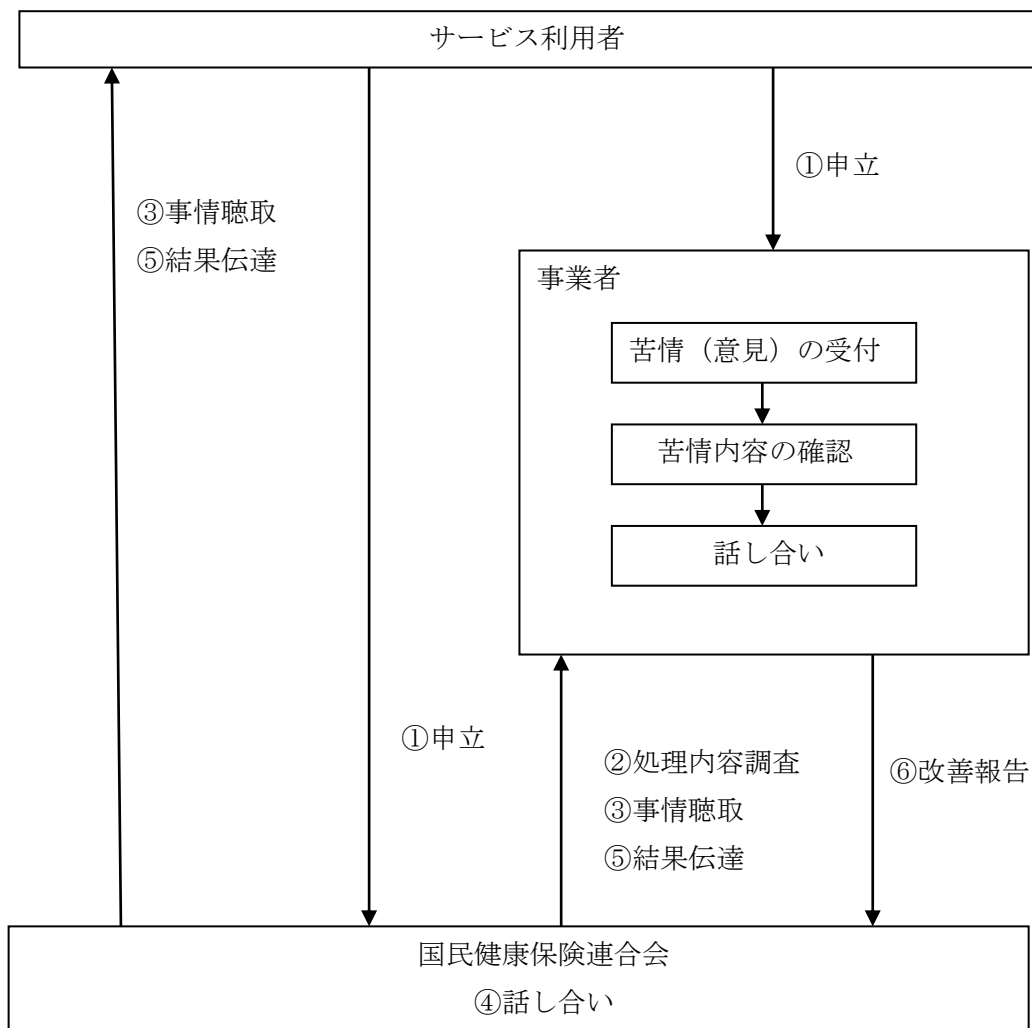 サービス利用者
①申立
③事情聴取
⑤結果伝達
事業者
苦情（意見）の受付
苦情内容の確認
話し合い
①申立
②処理内容調査
③事情聴取
⑤結果伝達
⑥改善報告
国民健康保険連合会
④話し合い